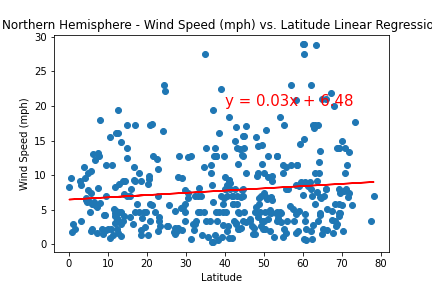 Northern Hemisphere - Wind Speed (mph) vs. Latitude Linear Regressio
30
25
20
15
10
5
0
Wind Speed (mph)
y = 0.03x + 6.48
0 10 20 30 40 50 60 70 80
Latitude